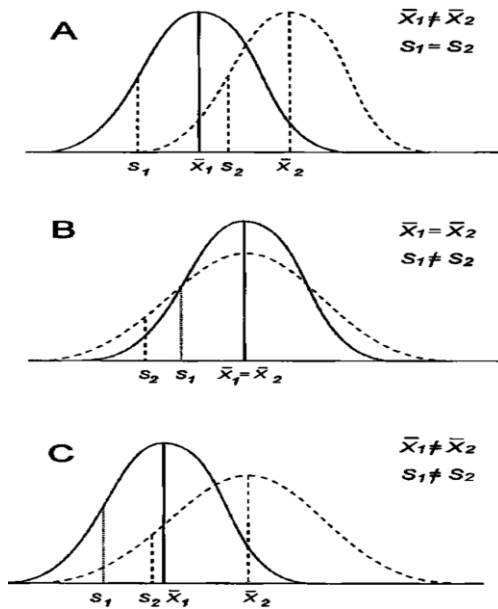 A
x̄₁ ≠ x̄₂
s₁ = s₂
s₁ x̄₁ s₂ x̄₂
B
x̄₁ = x̄₂
s₁ ≠ s₂
s₂ s₁ x̄₁ = x̄₂
C
x̄₁ ≠ x̄₂
s₁ ≠ s₂
s₁ s₂ x̄₁ x̄₂